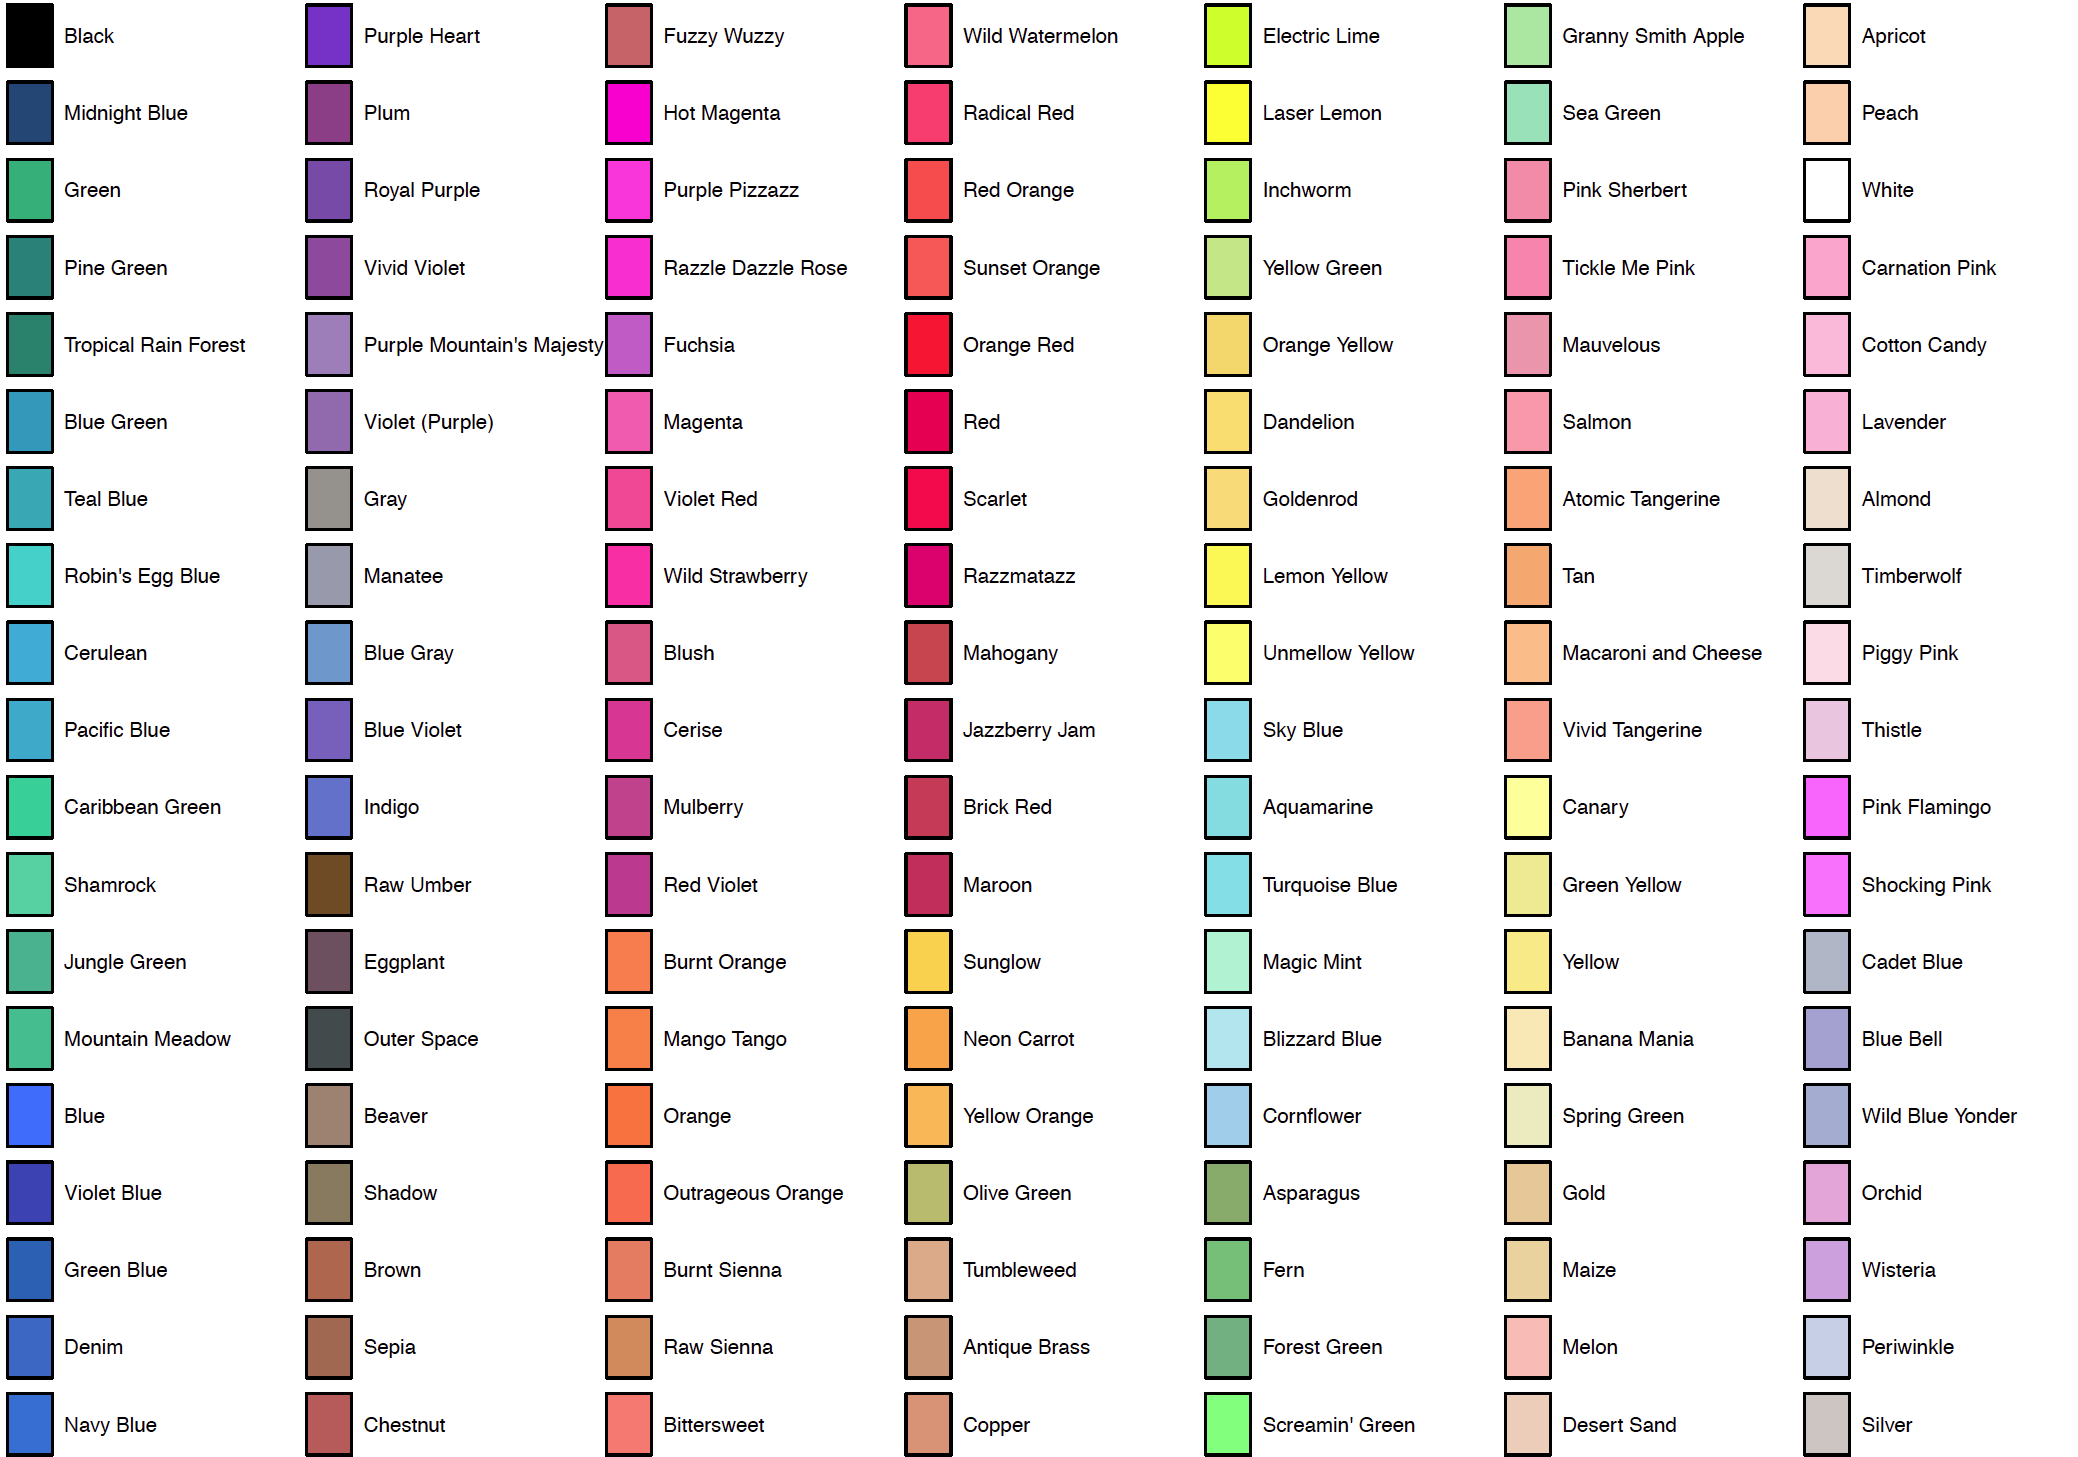 Black
Midnight Blue
Green
Pine Green
Tropical Rain Forest
Blue Green
Teal Blue
Robin's Egg Blue
Cerulean
Pacific Blue
Caribbean Green
Shamrock
Jungle Green
Mountain Meadow
Blue
Violet Blue
Green Blue
Denim
Navy Blue
Purple Heart
Plum
Royal Purple
Vivid Violet
Purple Mountain's Majesty
Violet (Purple)
Gray
Manatee
Blue Gray
Blue Violet
Indigo
Raw Umber
Eggplant
Outer Space
Beaver
Shadow
Brown
Sepia
Chestnut
Fuzzy Wuzzy
Hot Magenta
Purple Pizzazz
Razzle Dazzle Rose
Fuchsia
Magenta
Violet Red
Wild Strawberry
Blush
Cerise
Mulberry
Red Violet
Burnt Orange
Mango Tango
Orange
Outrageous Orange
Burnt Sienna
Raw Sienna
Bittersweet
Wild Watermelon
Radical Red
Red Orange
Sunset Orange
Orange Red
Red
Scarlet
Razzmatazz
Mahogany
Jazzberry Jam
Brick Red
Maroon
Sunglow
Neon Carrot
Yellow Orange
Olive Green
Tumbleweed
Antique Brass
Copper
Electric Lime
Laser Lemon
Inchworm
Yellow Green
Orange Yellow
Dandelion
Goldenrod
Lemon Yellow
Unmellow Yellow
Sky Blue
Aquamarine
Turquoise Blue
Magic Mint
Blizzard Blue
Cornflower
Asparagus
Fern
Forest Green
Screamin' Green
Granny Smith Apple
Sea Green
Pink Sherbert
Tickle Me Pink
Mauvelous
Salmon
Atomic Tangerine
Tan
Macaroni and Cheese
Vivid Tangerine
Canary
Green Yellow
Yellow
Banana Mania
Spring Green
Gold
Maize
Melon
Desert Sand
Apricot
Peach
White
Carnation Pink
Cotton Candy
Lavender
Almond
Timberwolf
Piggy Pink
Thistle
Pink Flamingo
Shocking Pink
Cadet Blue
Blue Bell
Wild Blue Yonder
Orchid
Wisteria
Periwinkle
Silver